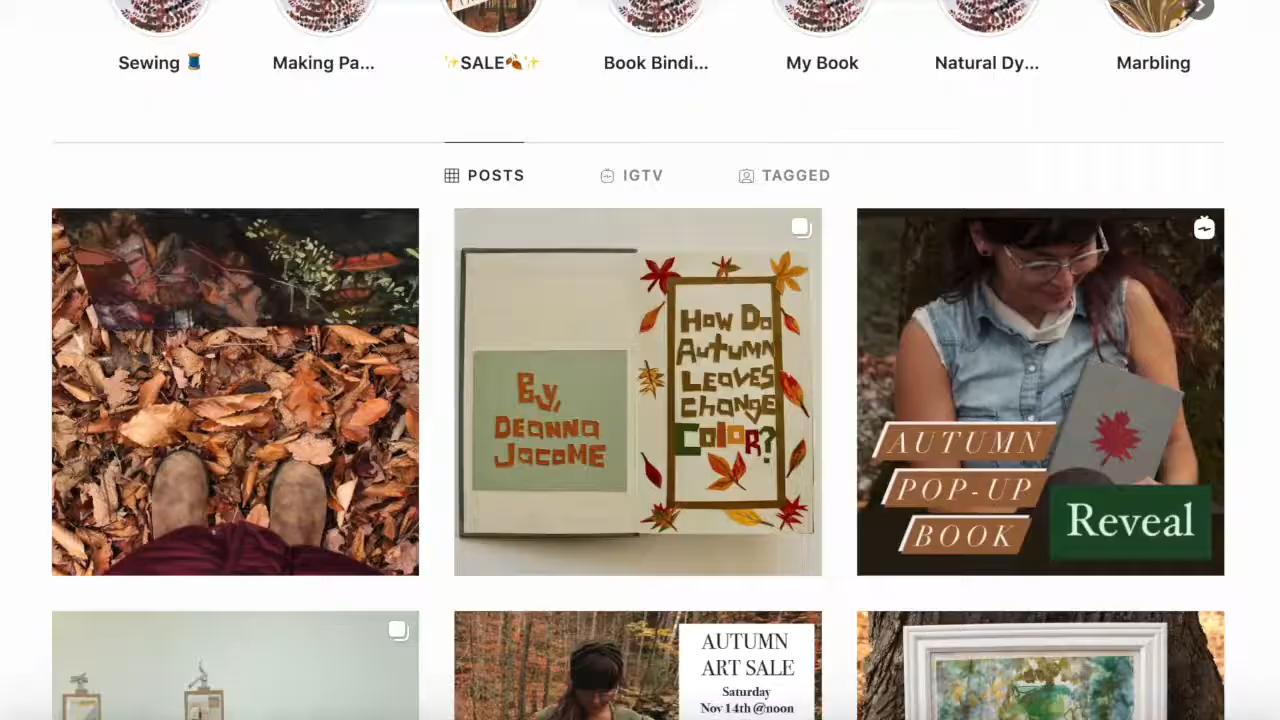 Sewing 🧵
Making Pa...
✨SALE🍂✨
Book Bindi...
My Book
Natural Dy...
Marbling
POSTS
IGTV
TAGGED
By,
Deanna
Jacome
How Do
Autumn
Leaves
Change
Color?
AUTUMN
POP-UP
BOOK
Reveal
AUTUMN
ART SALE
Saturday
Nov 14th @noon